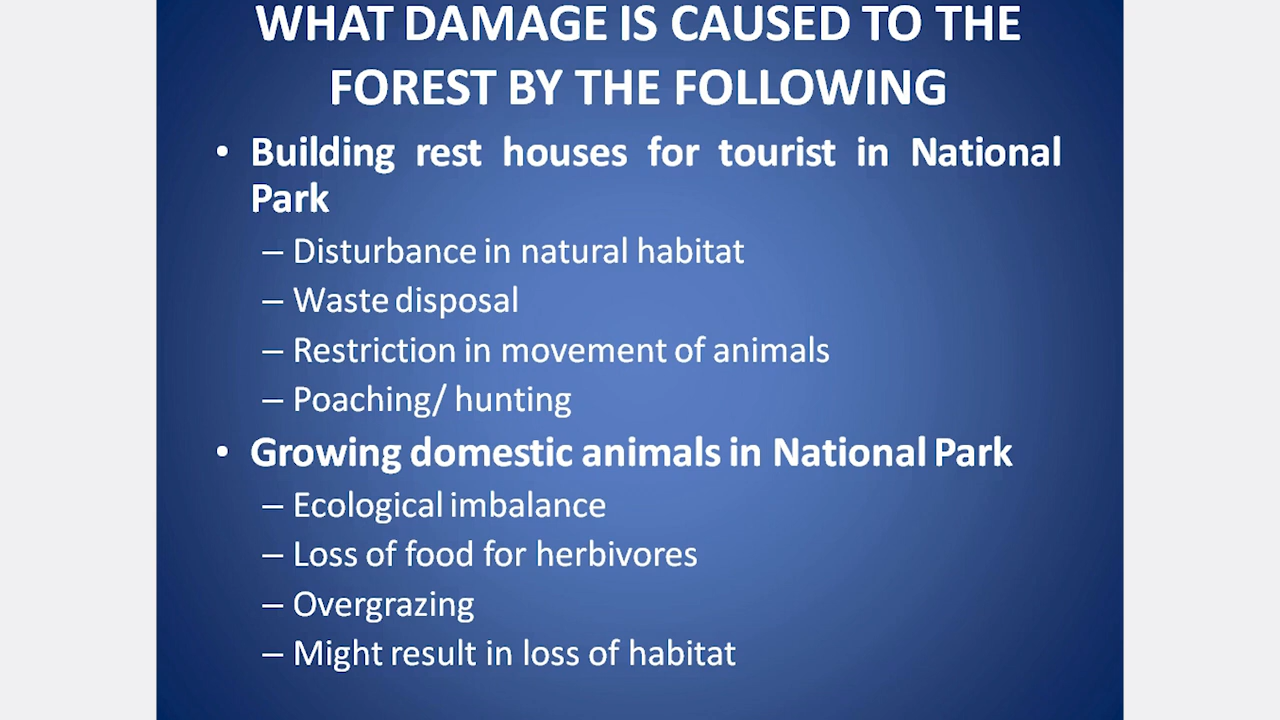 WHAT DAMAGE IS CAUSED TO THE
FOREST BY THE FOLLOWING
• Building rest houses for tourist in National
Park
– Disturbance in natural habitat
– Waste disposal
– Restriction in movement of animals
– Poaching/ hunting
• Growing domestic animals in National Park
– Ecological imbalance
– Loss of food for herbivores
– Overgrazing
– Might result in loss of habitat